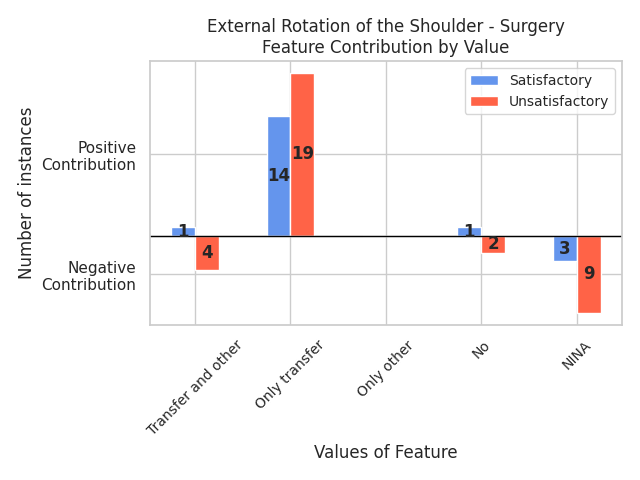 External Rotation of the Shoulder - Surgery
Feature Contribution by Value
Satisfactory
Unsatisfactory
Number of instances
Positive
Contribution
Negative
Contribution
1
4
14
19
1
2
3
9
Transfer and other
Only transfer
Only other
No
NINA
Values of Feature